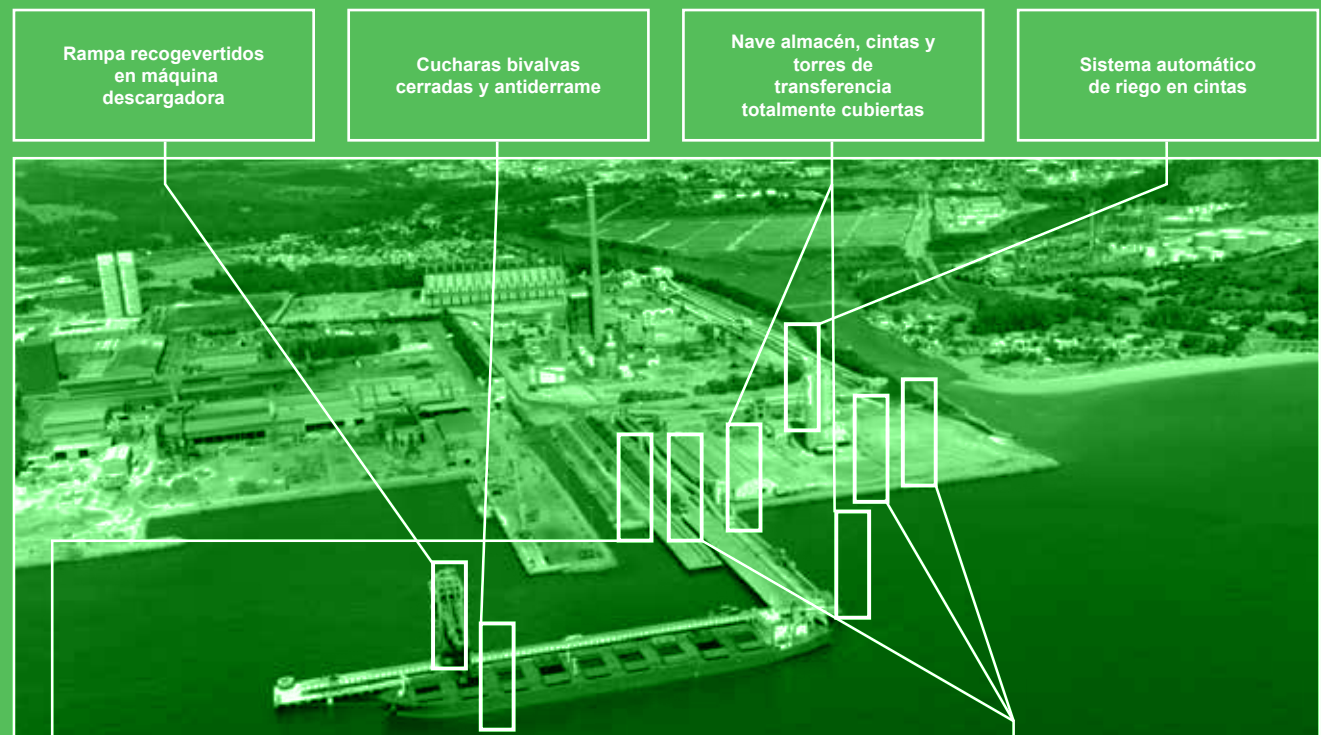 Rampa recogevertidos
en máquina
descargadora
Cucharas bivalvas
cerradas y antiderrame
Nave almacén, cintas y
torres de
transferencia
totalmente cubiertas
Sistema automático
de riego en cintas